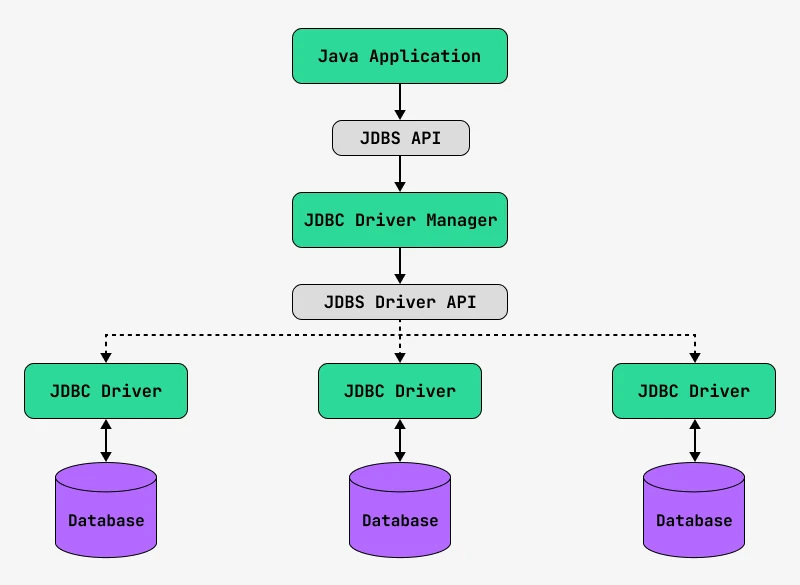 Java Application
JDBS API
JDBC Driver Manager
JDBS Driver API
JDBC Driver
JDBC Driver
JDBC Driver
Database
Database
Database